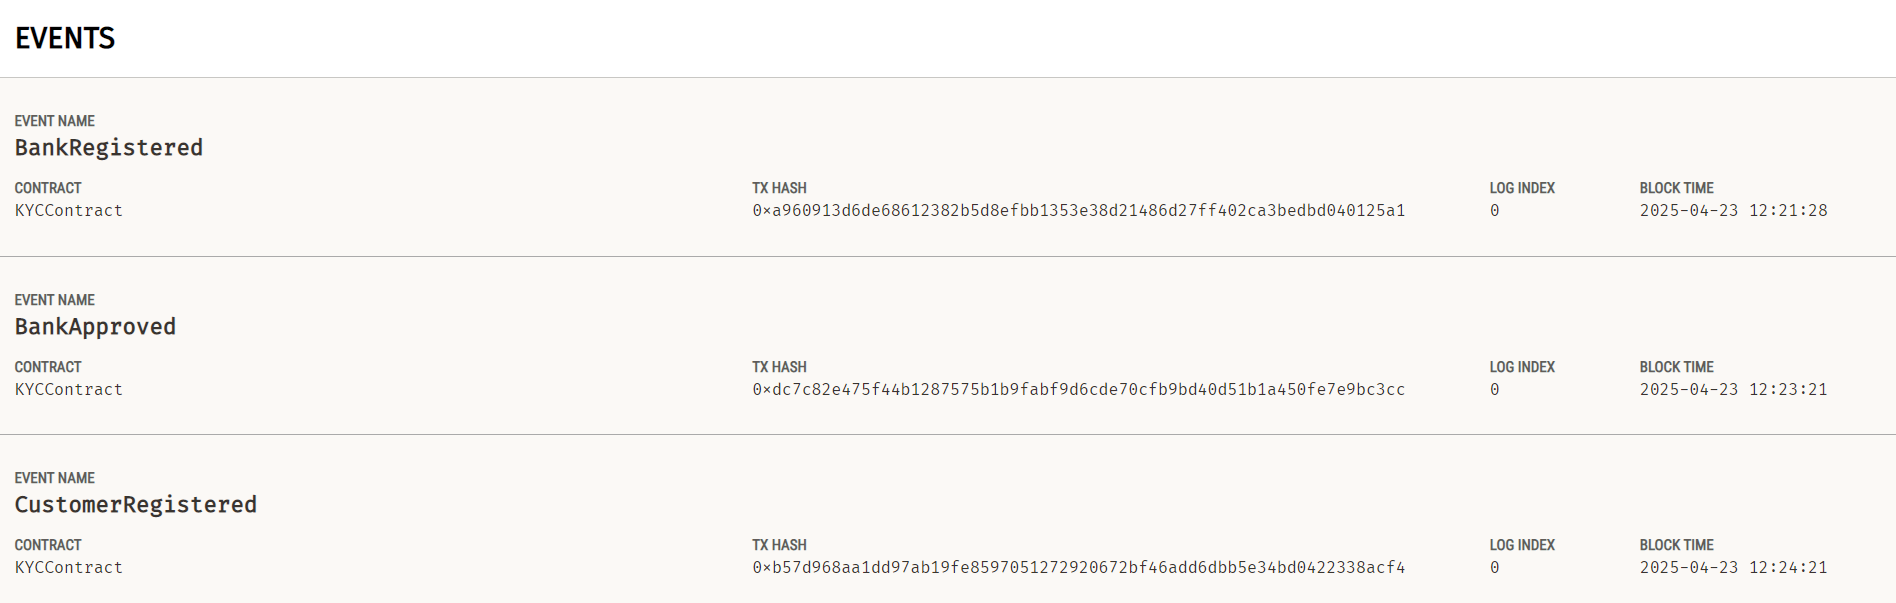 EVENTS
EVENT NAME
BankRegistered
CONTRACT TX HASH LOG INDEX BLOCK TIME
KYCContract 0×a960913d6de68612382b5d8efbb1353e38d21486d27ff402ca3bedbd040125a1 0 2025-04-23 12:21:28
EVENT NAME
BankApproved
CONTRACT TX HASH LOG INDEX BLOCK TIME
KYCContract 0×dc7c82e475f44b1287575b1b9fabf9d6cde70cfb9bd40d51b1a450fe7e9bc3cc 0 2025-04-23 12:23:21
EVENT NAME
CustomerRegistered
CONTRACT TX HASH LOG INDEX BLOCK TIME
KYCContract 0×b57d968aa1dd97ab19fe8597051272920672bf46add6dbb5e34bd0422338acf4 0 2025-04-23 12:24:21